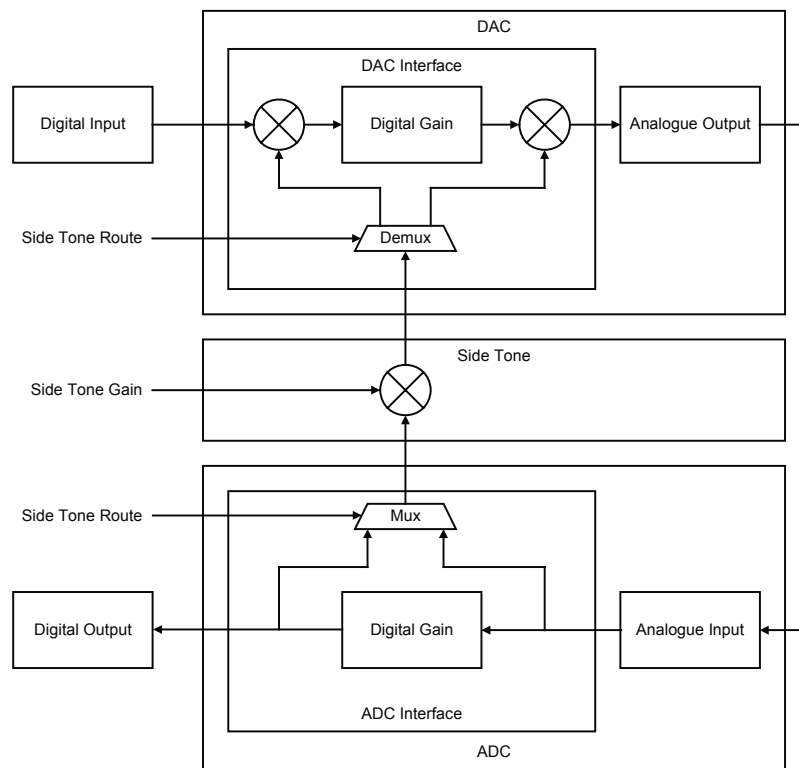 DAC
DAC Interface
Digital Input
Digital Gain
Analogue Output
Side Tone Route
Demux
Side Tone
Side Tone Gain
Side Tone Route
Mux
Digital Output
Digital Gain
Analogue Input
ADC Interface
ADC